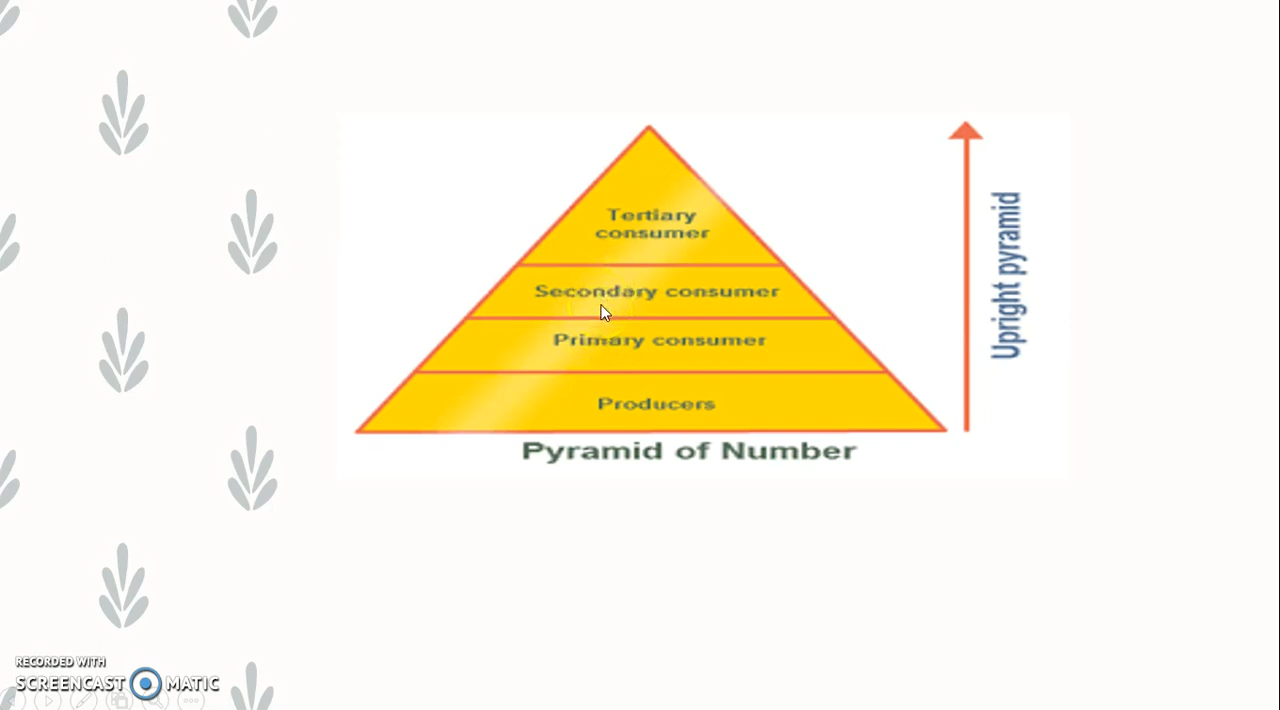 Tertiary
consumer
Secondary consumer
Primary consumer
Producers
Pyramid of Number
Upright pyramid
RECORDED WITH
SCREENCAST MATIC